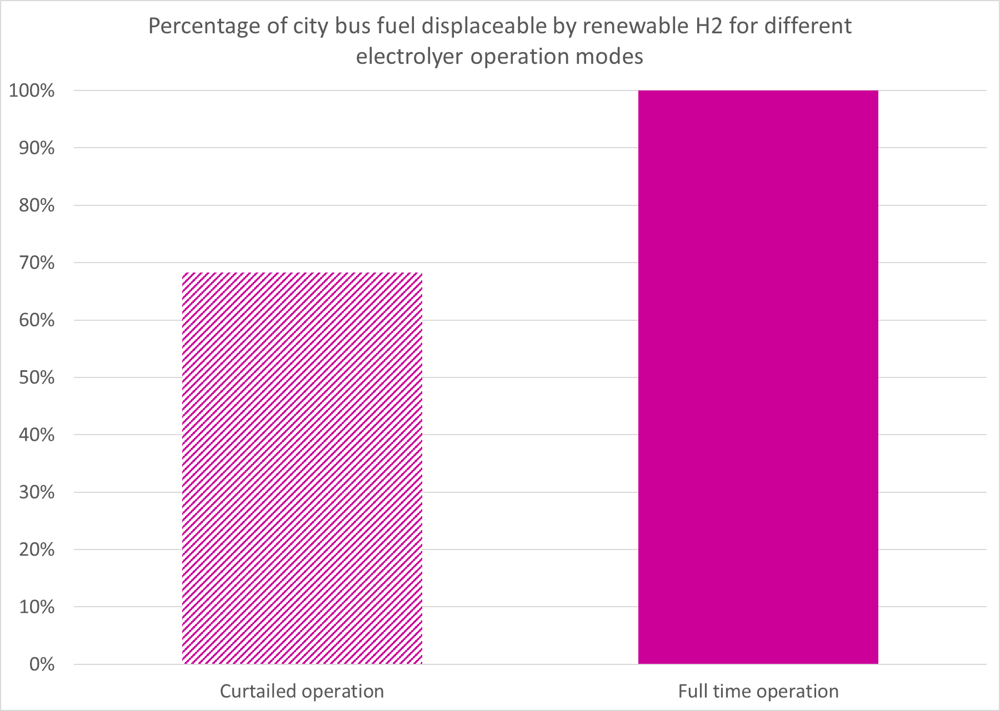 Percentage of city bus fuel displaceable by renewable H2 for different
electrolyer operation modes
100%
90%
80%
70%
60%
50%
40%
30%
20%
10%
0%
Curtailed operation
Full time operation